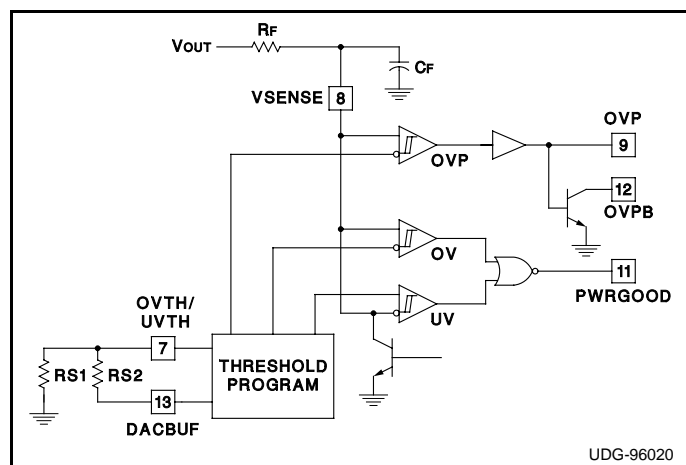 RF
VOUT
CF
VSENSE 8
OVP
9
OVP
12
OVPB
OV
11
PWRGOOD
UV
OVTH/
UVTH
7
THRESHOLD
PROGRAM
RS1
RS2
13
DACBUF
UDG-96020